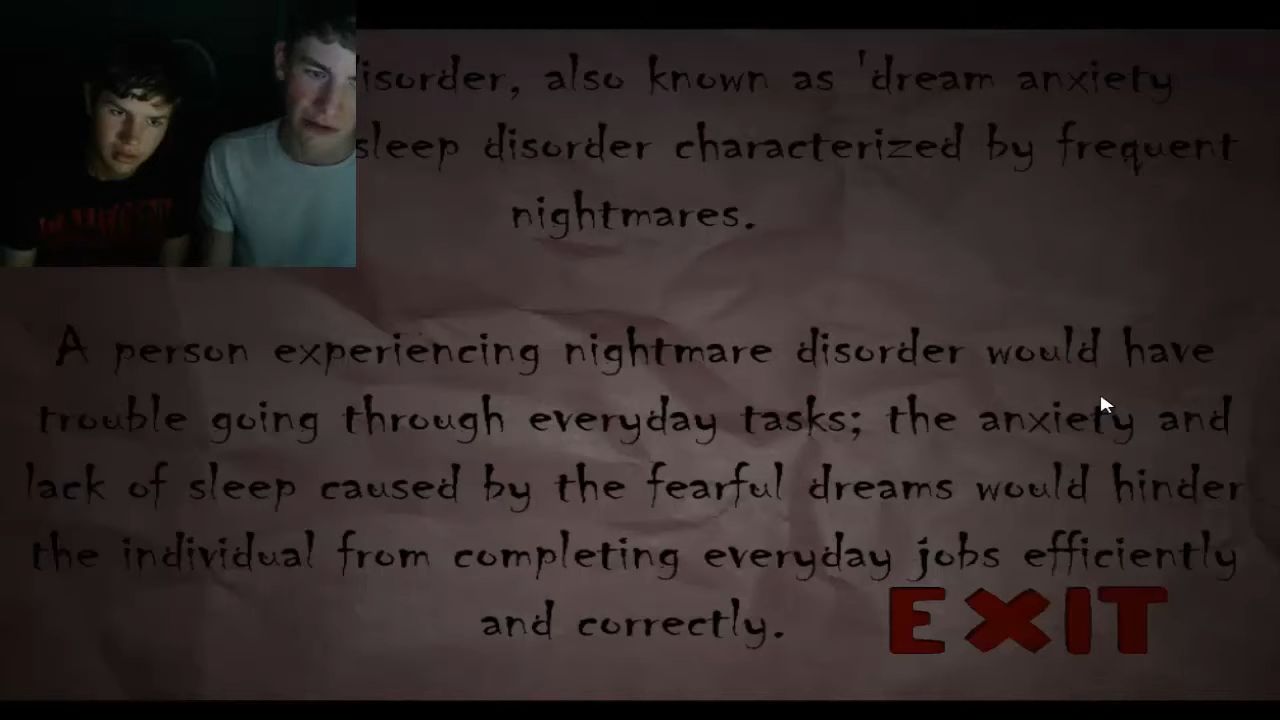 isorder, also known as 'dream anxiety
sleep disorder characterized by frequent
nightmares.
A person experiencing nightmare disorder would have
trouble going through everyday tasks; the anxiety and
lack of sleep caused by the fearful dreams would hinder
the individual from completing everyday jobs efficiently
and correctly.
EXIT